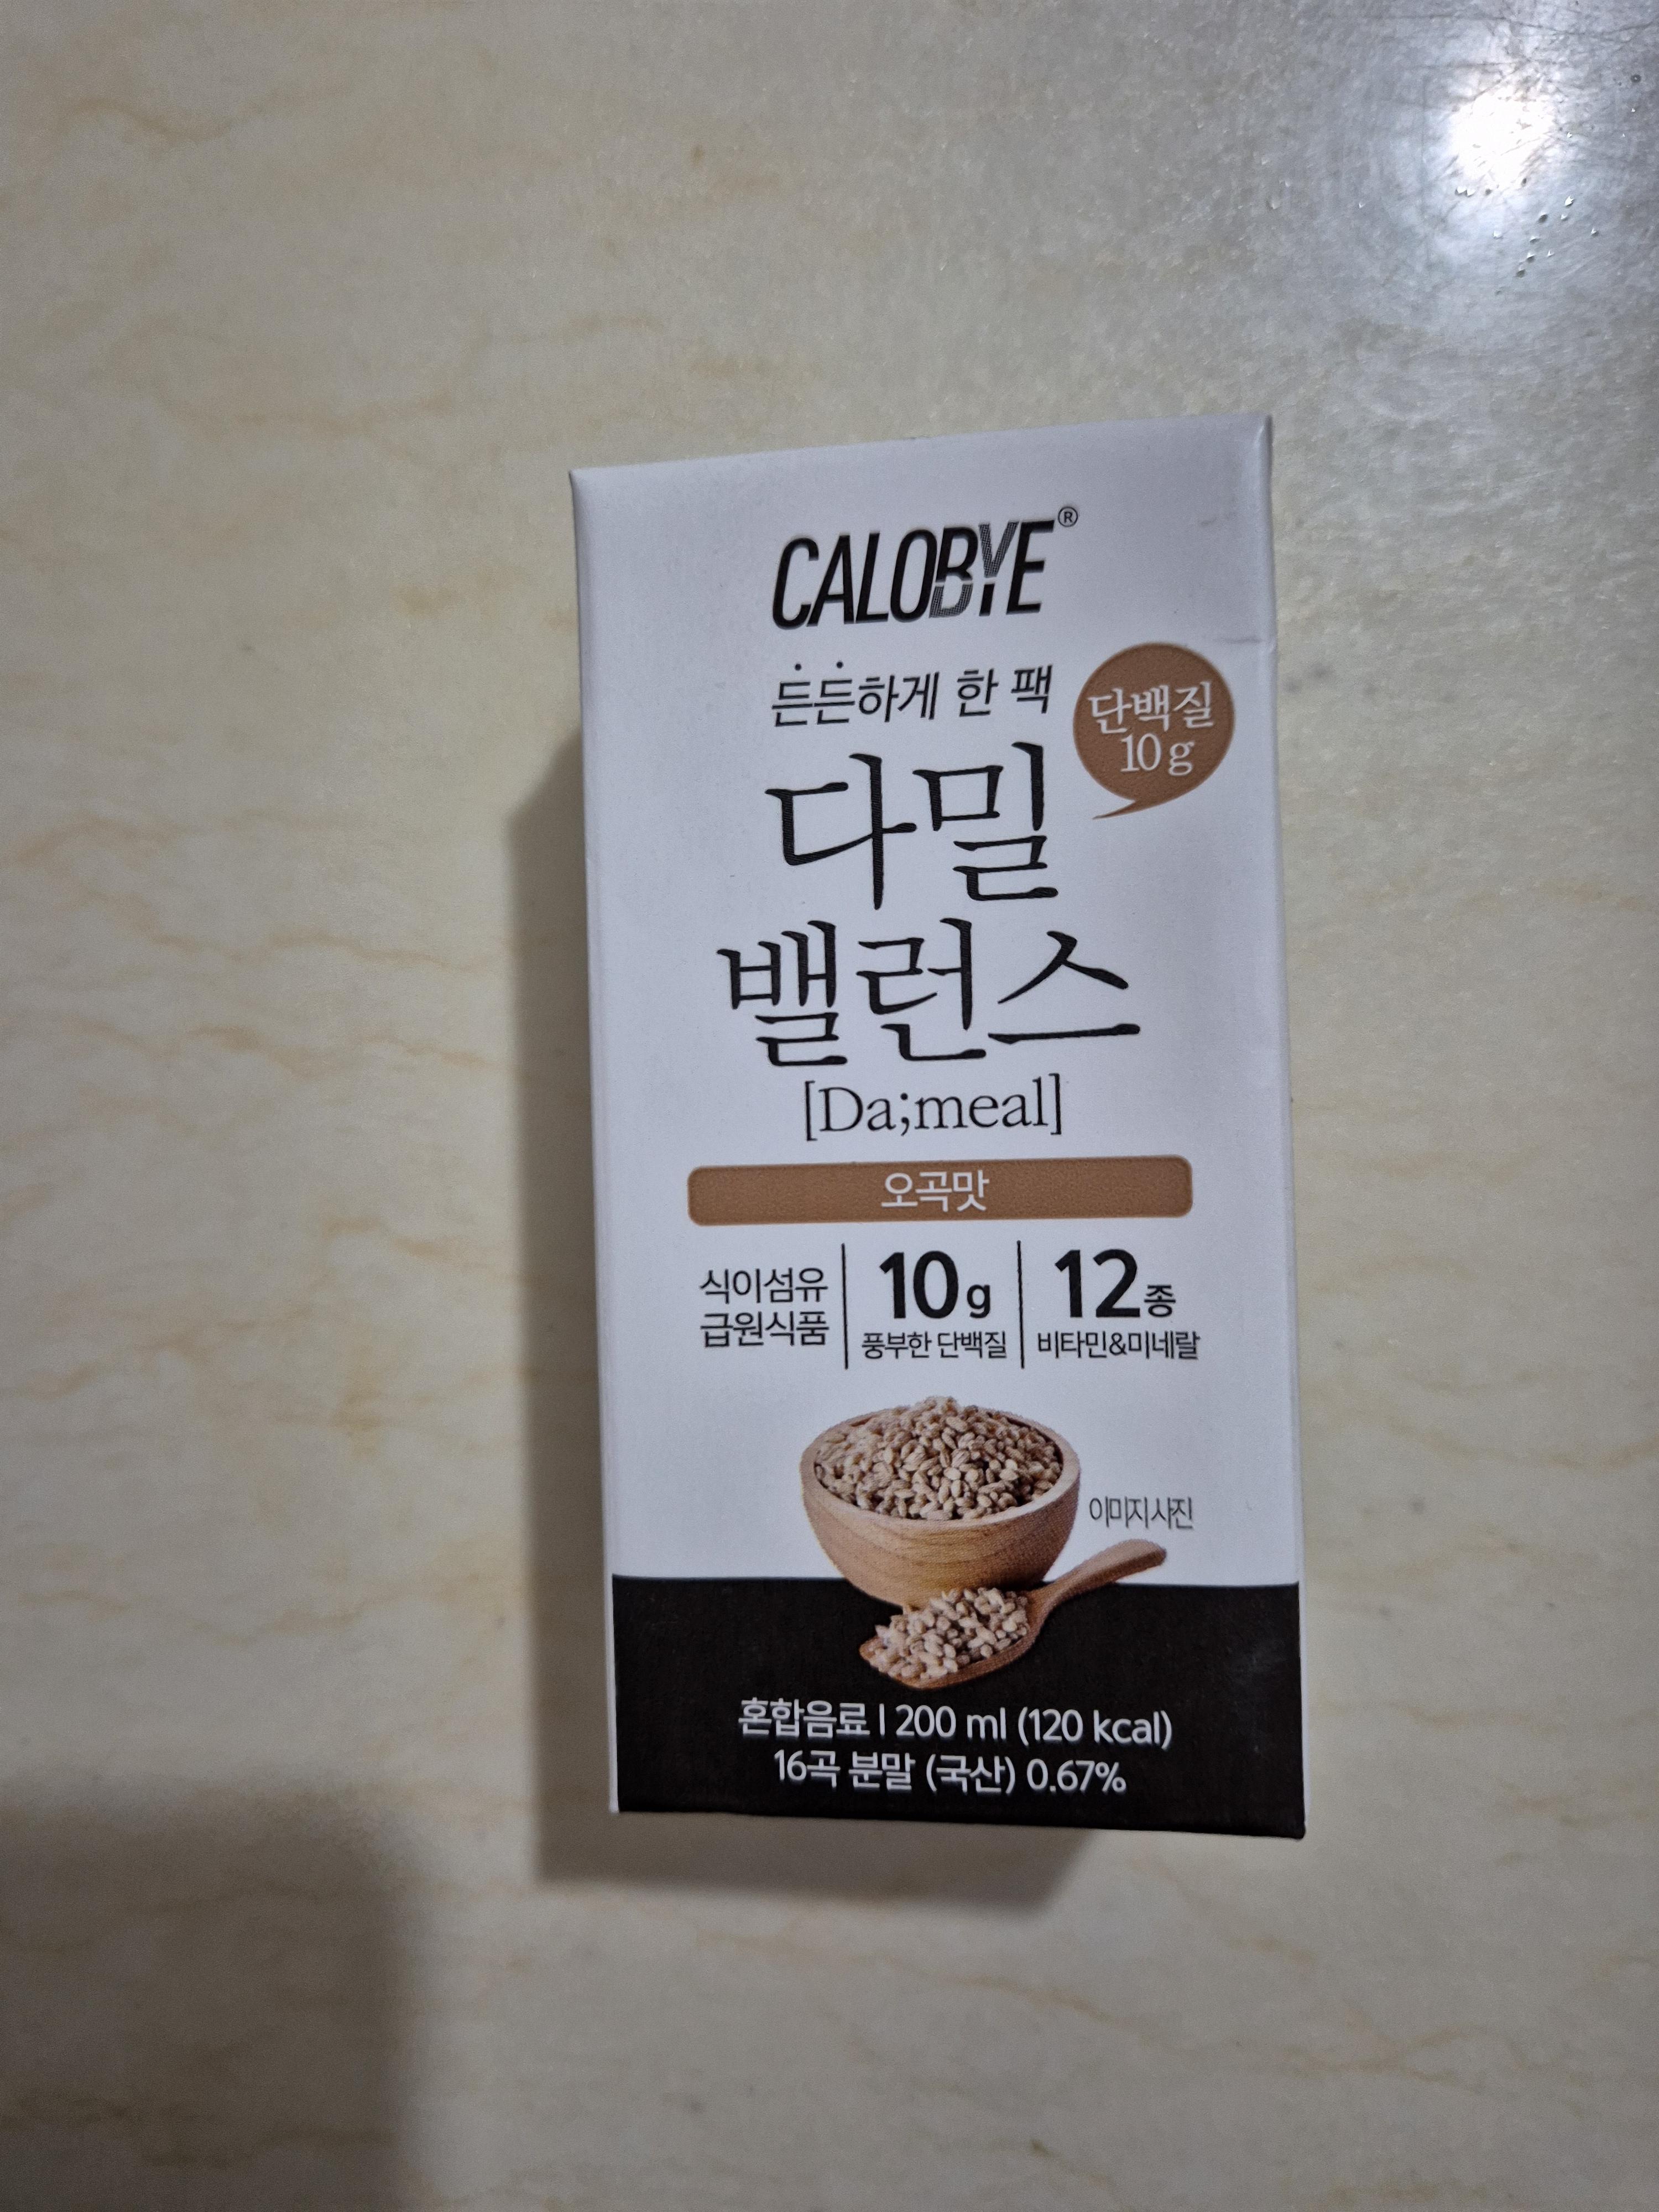 CALOBYE®
든든하게 한 팩
단백질
10 g
다밀
밸런스
[Da;meal]
오곡맛
식이섬유
급원식품
10g
풍부한 단백질
12종
비타민&미네랄
이미지사진
혼합음료 | 200 ml (120 kcal)
16곡 분말 (국산) 0.67%